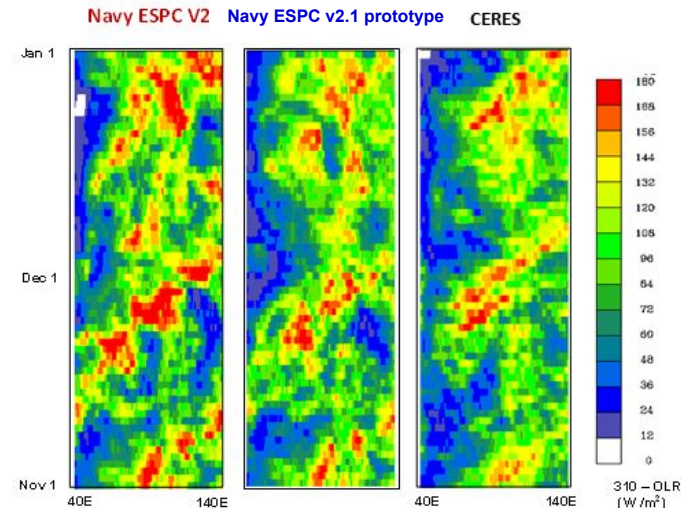 Navy ESPC V2 Navy ESPC v2.1 prototype CERES
Jan 1
Dec 1
Nov 1
40E 140E 40E 140E
180
168
156
144
132
120
108
96
84
72
60
48
36
24
12
0
310 – OLR
(W/m²)